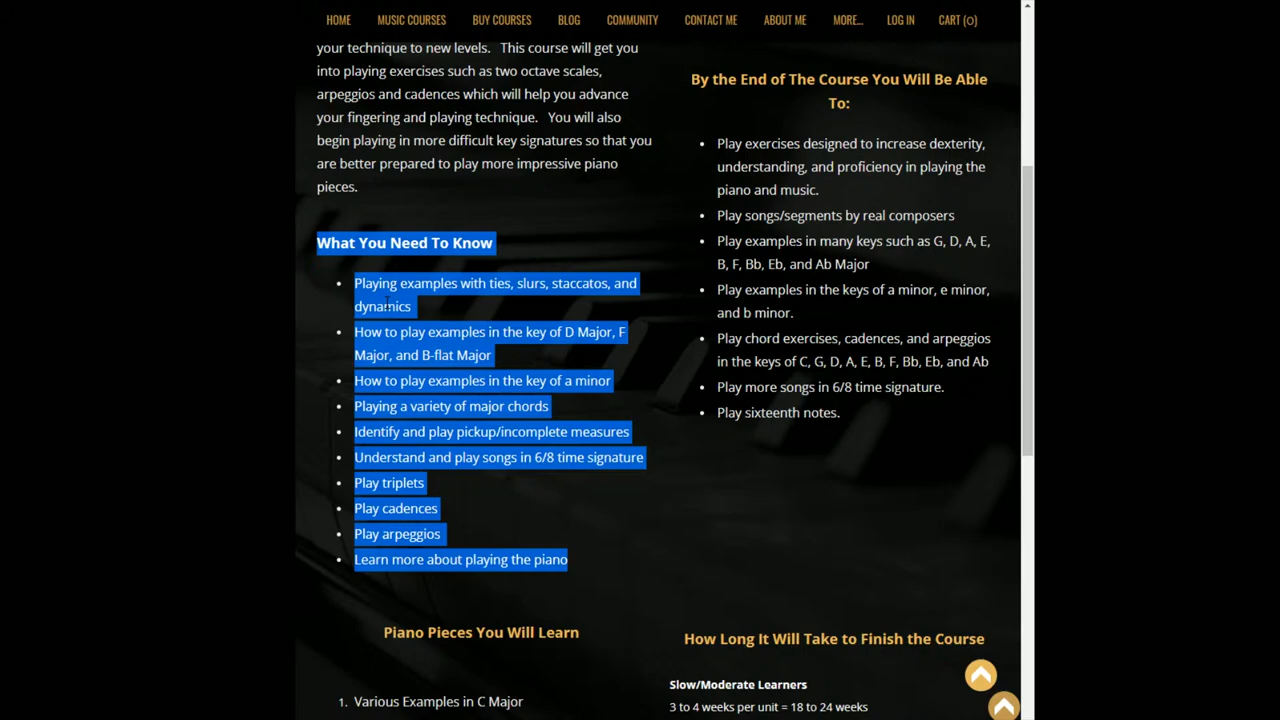 HOME MUSIC COURSES BUY COURSES BLOG COMMUNITY CONTACT ME ABOUT ME MORE... LOG IN CART (0)
your technique to new levels. This course will get you
into playing exercises such as two octave scales,
arpeggios and cadences which will help you advance
your fingering and playing technique. You will also
begin playing in more difficult key signatures so that you
are better prepared to play more impressive piano
pieces.
What You Need To Know
• Playing examples with ties, slurs, staccatos, and
dynamics
• How to play examples in the key of D Major, F
Major, and B-flat Major
• How to play examples in the key of a minor
• Playing a variety of major chords
• Identify and play pickup/incomplete measures
• Understand and play songs in 6/8 time signature
• Play triplets
• Play cadences
• Play arpeggios
• Learn more about playing the piano
By the End of The Course You Will Be Able
To:
• Play exercises designed to increase dexterity,
understanding, and proficiency in playing the
piano and music.
• Play songs/segments by real composers
• Play examples in many keys such as G, D, A, E,
B, F, Bb, Eb, and Ab Major
• Play examples in the keys of a minor, e minor,
and b minor.
• Play chord exercises, cadences, and arpeggios
in the keys of C, G, D, A, E, B, F, Bb, Eb, and Ab
• Play more songs in 6/8 time signature.
• Play sixteenth notes.
Piano Pieces You Will Learn
1. Various Examples in C Major
How Long It Will Take to Finish the Course
Slow/Moderate Learners
3 to 4 weeks per unit = 18 to 24 weeks